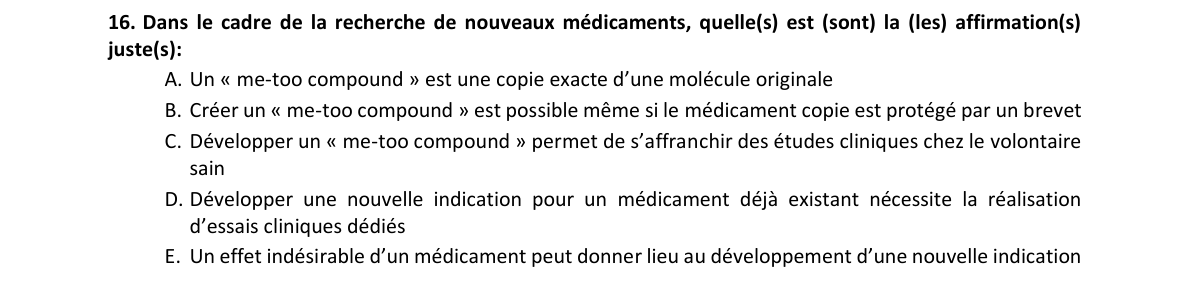 16. Dans le cadre de la recherche de nouveaux médicaments, quelle(s) est (sont) la (les) affirmation(s)
juste(s):
A. Un « me-too compound » est une copie exacte d’une molécule originale
B. Créer un « me-too compound » est possible même si le médicament copie est protégé par un brevet
C. Développer un « me-too compound » permet de s’affranchir des études cliniques chez le volontaire
sain
D. Développer une nouvelle indication pour un médicament déjà existant nécessite la réalisation
d’essais cliniques dédiés
E. Un effet indésirable d’un médicament peut donner lieu au développement d’une nouvelle indication